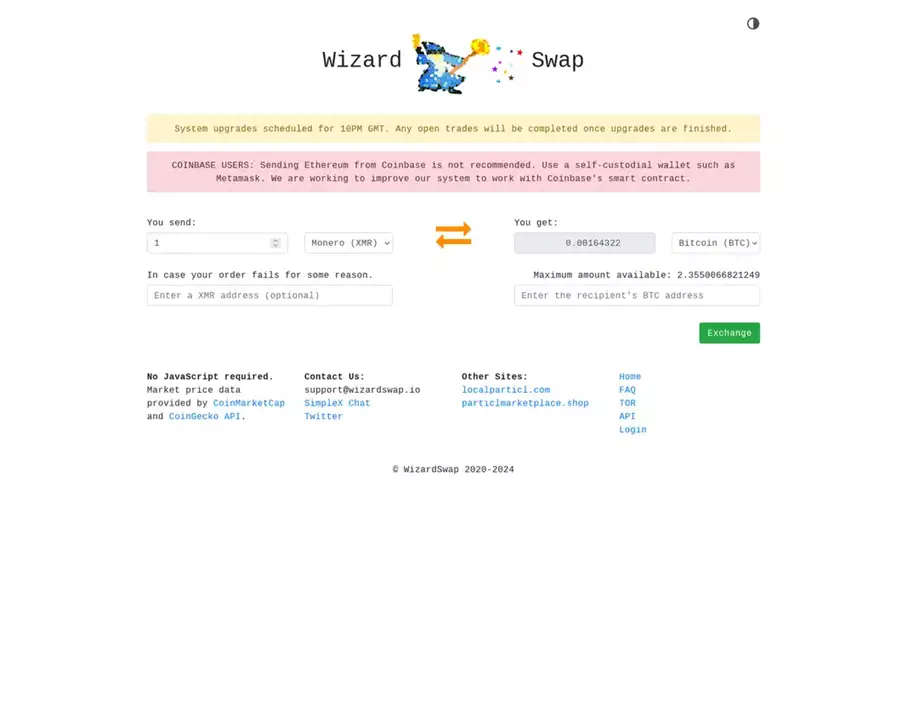 Wizard Swap
System upgrades scheduled for 10PM GMT. Any open trades will be completed once upgrades are finished.
COINBASE USERS: Sending Ethereum from Coinbase is not recommended. Use a self-custodial wallet such as
Metamask. We are working to improve our system to work with Coinbase's smart contract.
You send:
1
Monero (XMR)
You get:
0.00164322
Bitcoin (BTC)
In case your order fails for some reason.
Enter a XMR address (optional)
Maximum amount available: 2.3550066821249
Enter the recipient's BTC address
Exchange
No JavaScript required.
Market price data
provided by CoinMarketCap
and CoinGecko API.
Contact Us:
support@wizardswap.io
SimpleX Chat
Twitter
Other Sites:
localparticl.com
particlmarketplace.shop
Home
FAQ
TOR
API
Login
© WizardSwap 2020-2024